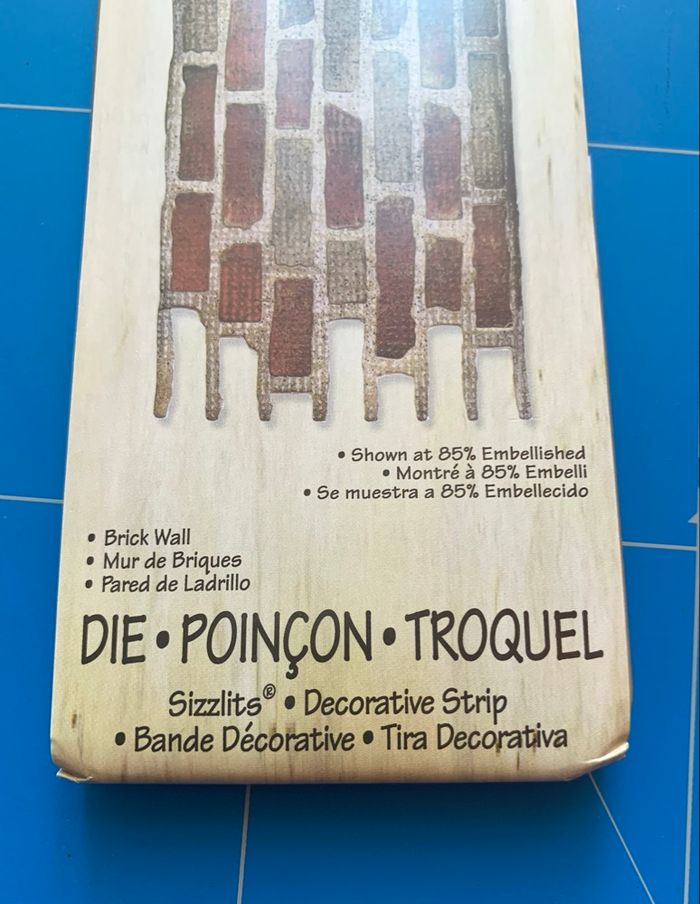 • Shown at 85% Embellished
• Montré à 85% Embelli
• Se muestra a 85% Embellecido
• Brick Wall
• Mur de Briques
• Pared de Ladrillo
DIE • POINÇON • TROQUEL
Sizzlits® • Decorative Strip
• Bande Décorative • Tira Decorativa